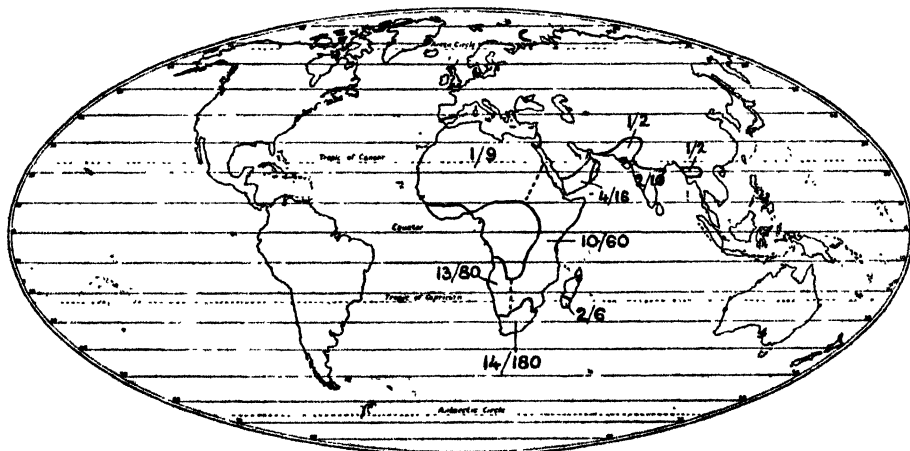 Arctic Circle
1/2
Tropic of Cancer
1/9
1/2
2/10
4/16
Equator
10/60
13/80
Tropic of Capricorn
2/6
14/180
Antarctic Circle